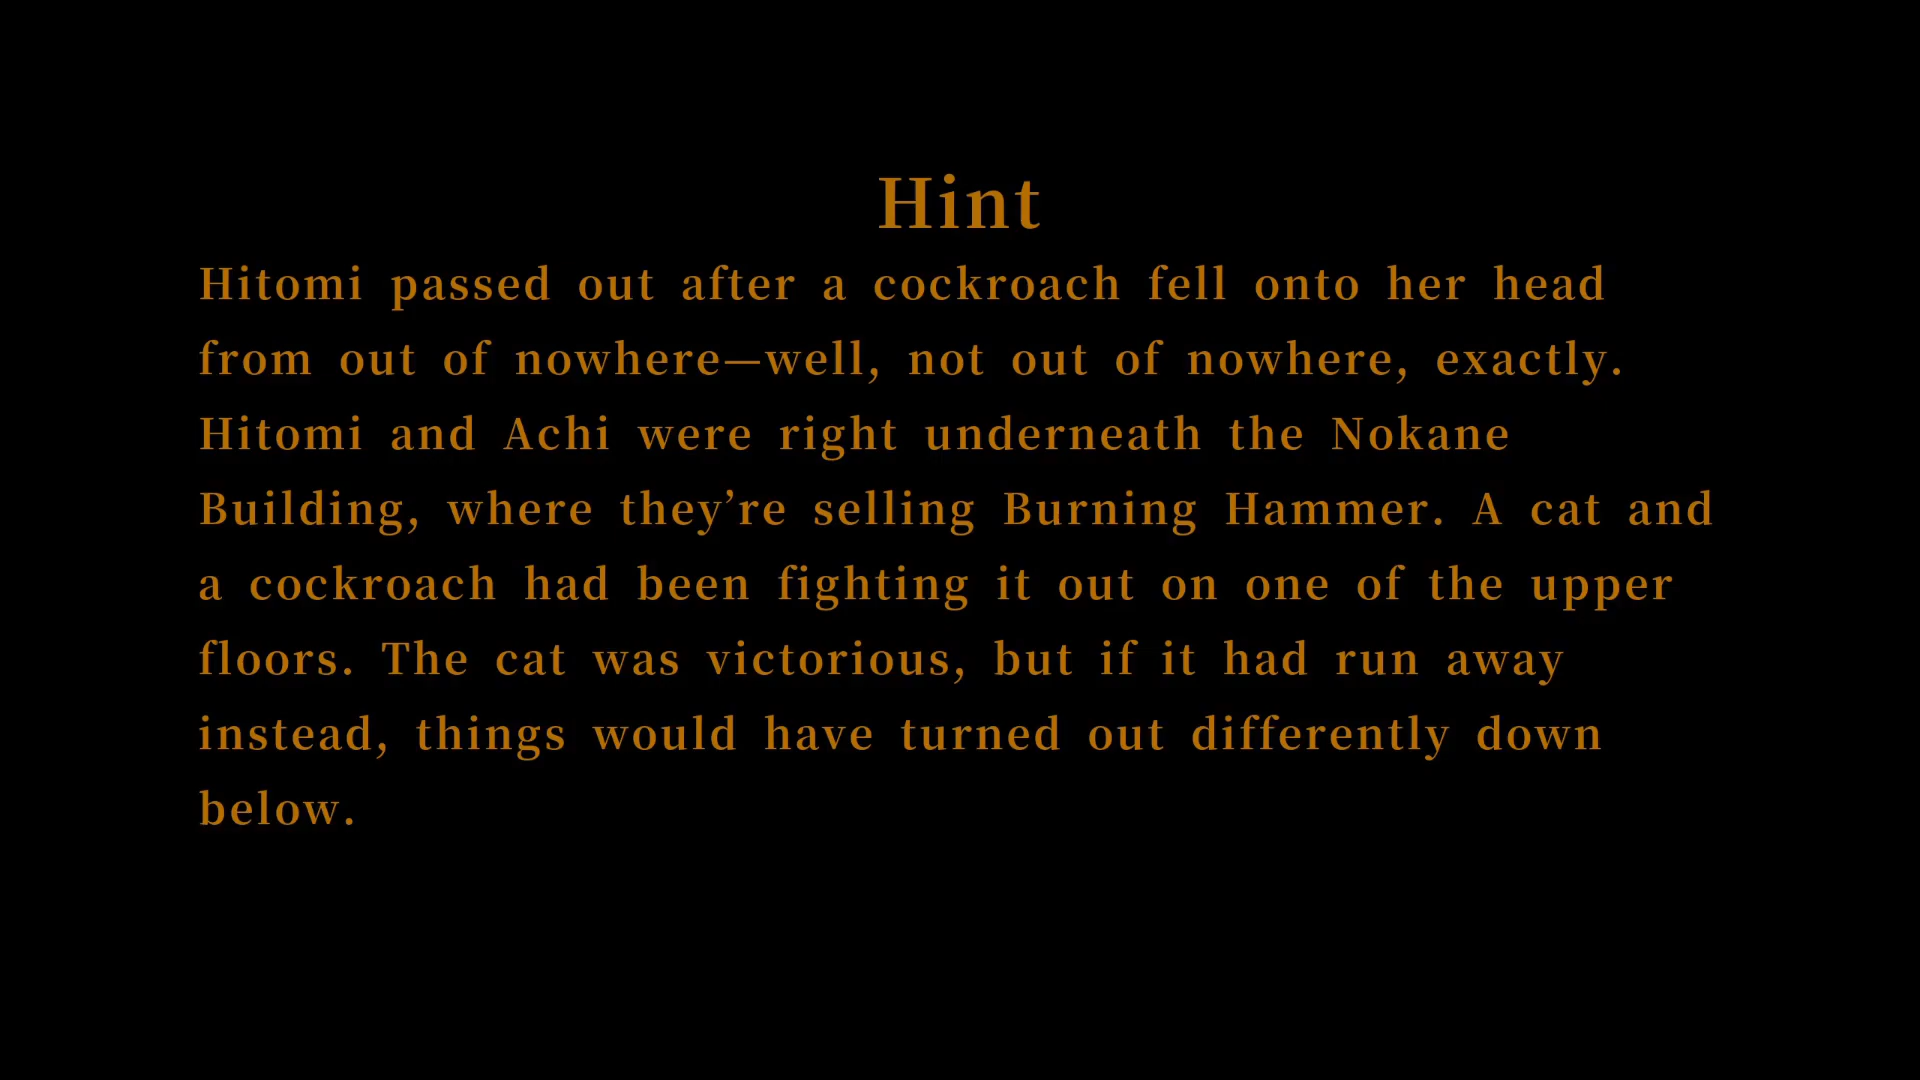 Hint
Hitomi passed out after a cockroach fell onto her head
from out of nowhere—well, not out of nowhere, exactly.
Hitomi and Achi were right underneath the Nokane
Building, where they’re selling Burning Hammer. A cat and
a cockroach had been fighting it out on one of the upper
floors. The cat was victorious, but if it had run away
instead, things would have turned out differently down
below.